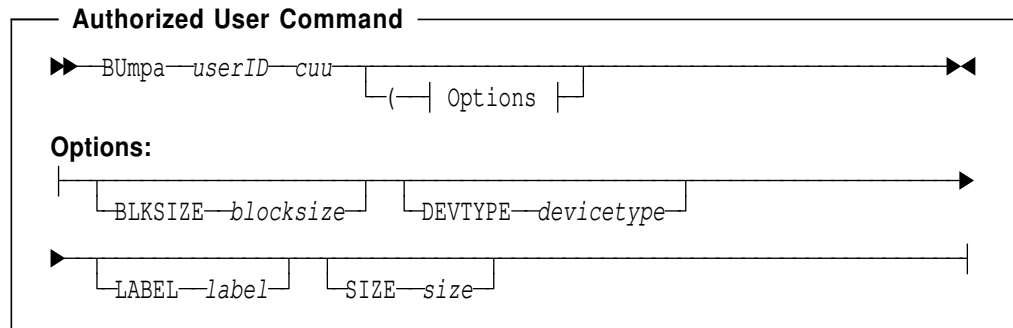 Authorized User Command
BUmpa userID cuu
( Options
Options:
BLKSIZE blocksize DEVTYPE devicetype
LABEL label SIZE size